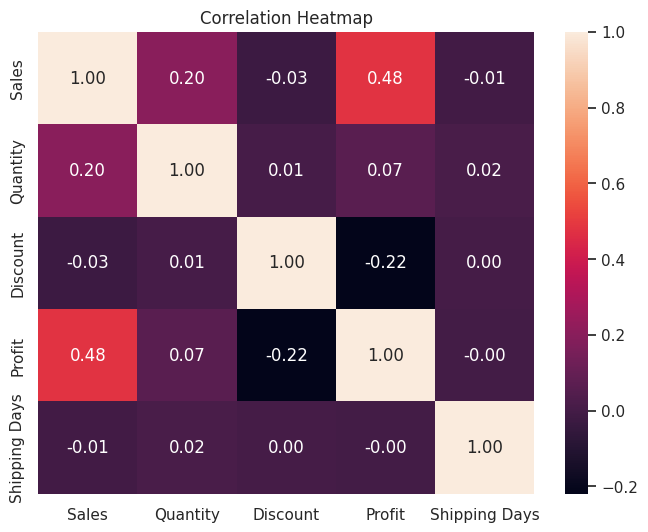 Correlation Heatmap
Sales 1.00 0.20 -0.03 0.48 -0.01
Quantity 0.20 1.00 0.01 0.07 0.02
Discount -0.03 0.01 1.00 -0.22 0.00
Profit 0.48 0.07 -0.22 1.00 -0.00
Shipping Days -0.01 0.02 0.00 -0.00 1.00
Sales Quantity Discount Profit Shipping Days
1.0
0.8
0.6
0.4
0.2
0.0
−0.2